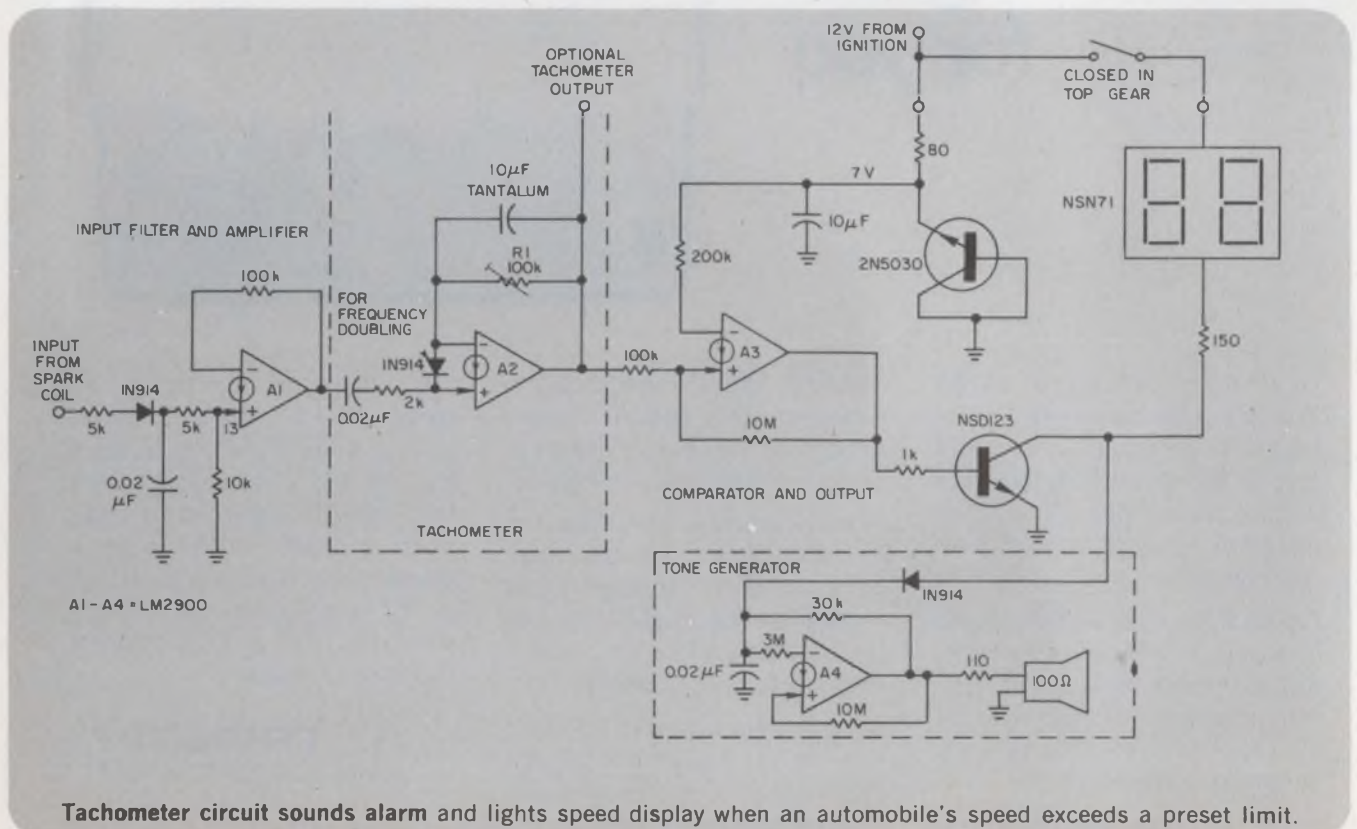 12V FROM
IGNITION
OPTIONAL
TACHOMETER
OUTPUT
CLOSED IN
TOP GEAR
80
7 V
10μF
TANTALUM
NSN71
INPUT FILTER AND AMPLIFIER
10μF
R1
100k
200k
2N5030
100k
FOR
FREQUENCY
DOUBLING
INPUT
FROM
SPARK
COIL
150
1N914
A1
1N914
A2
100k
A3
5k
5k
13
0.02μF
2k
10M
NSD123
0.02
μF
10k
1k
COMPARATOR AND OUTPUT
TACHOMETER
TONE GENERATOR
1N914
A1-A4 = LM2900
30k
3M
0.02μF
A4
110
100Ω
10M
Tachometer circuit sounds alarm and lights speed display when an automobile's speed exceeds a preset limit.